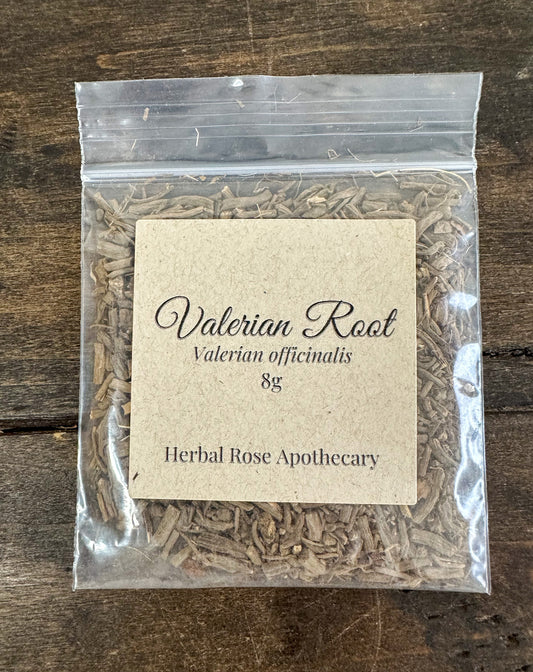 Valerian Root
Valerian officinalis
8g
Herbal Rose Apothecary